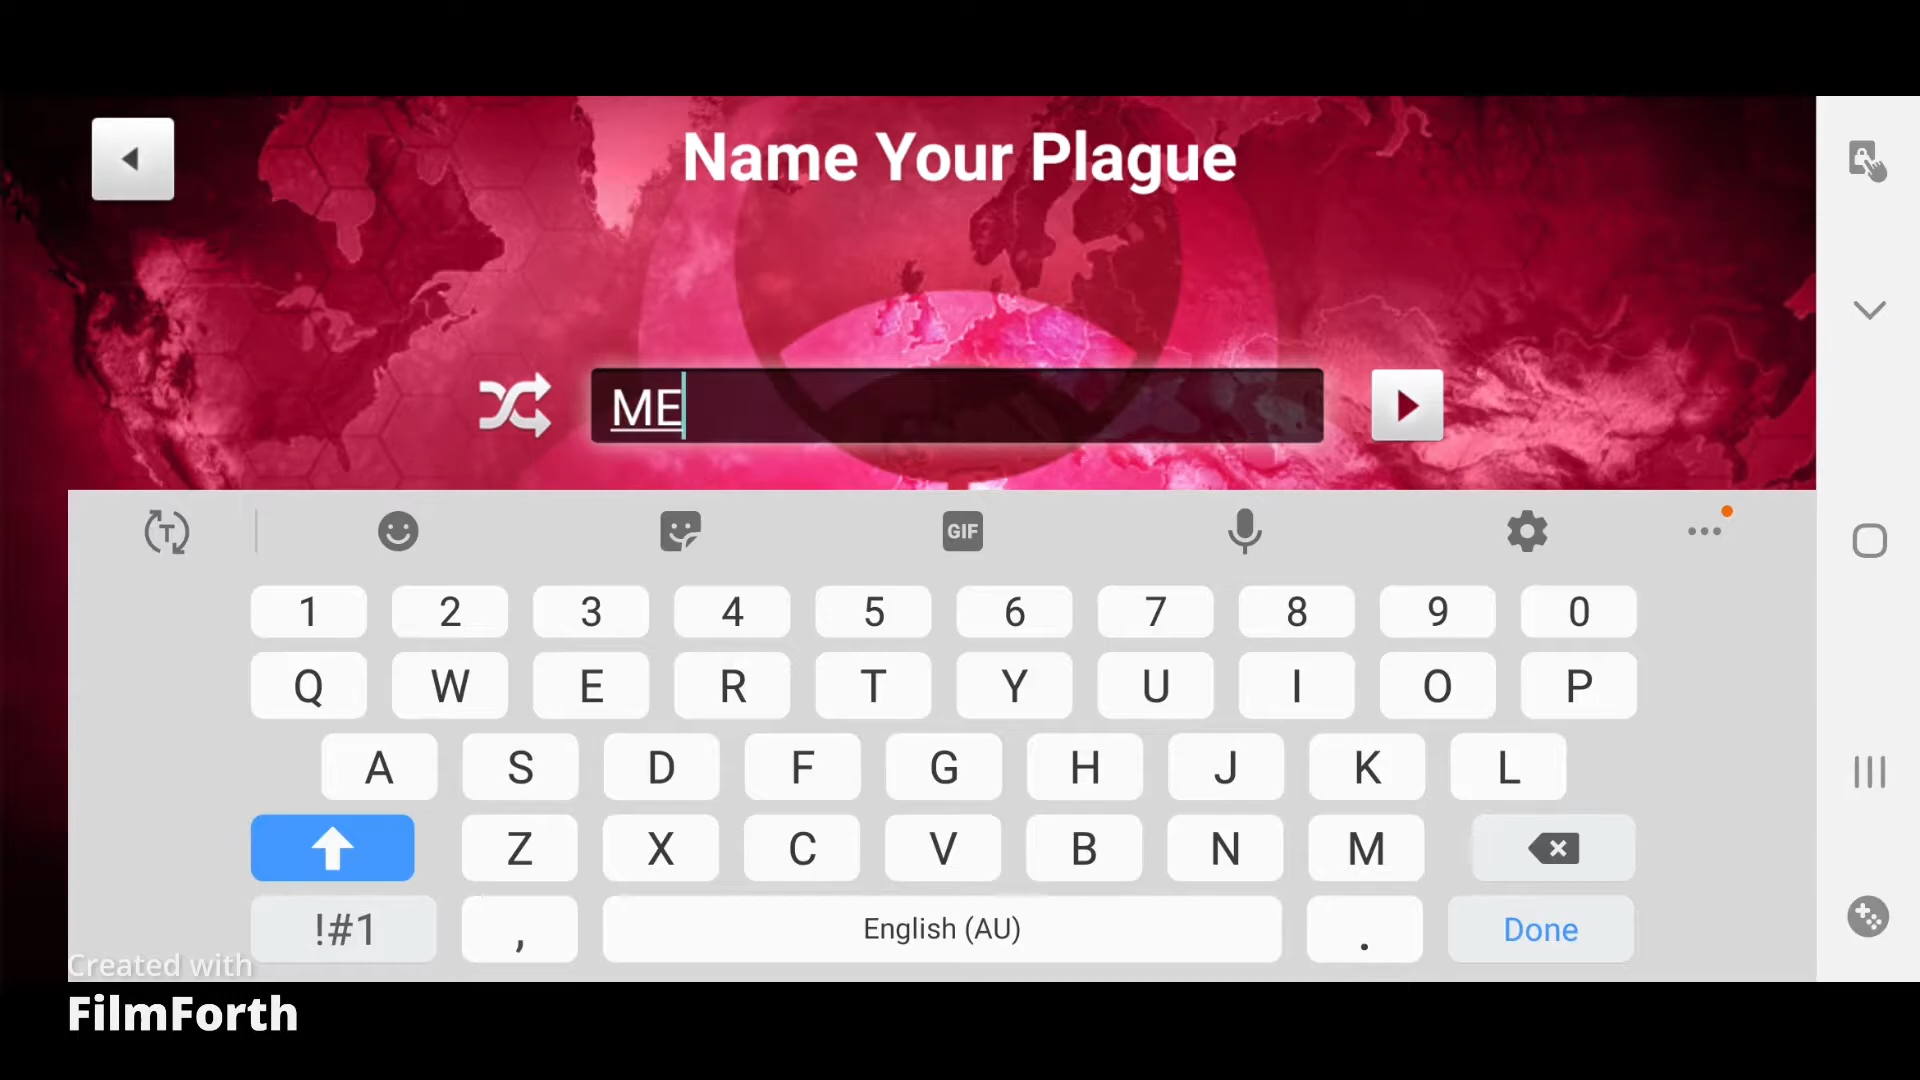 Name Your Plague
ME
GIF
1 2 3 4 5 6 7 8 9 0
Q W E R T Y U I O P
A S D F G H J K L
Z X C V B N M
!#1 , English (AU) . Done
Created with
FilmForth